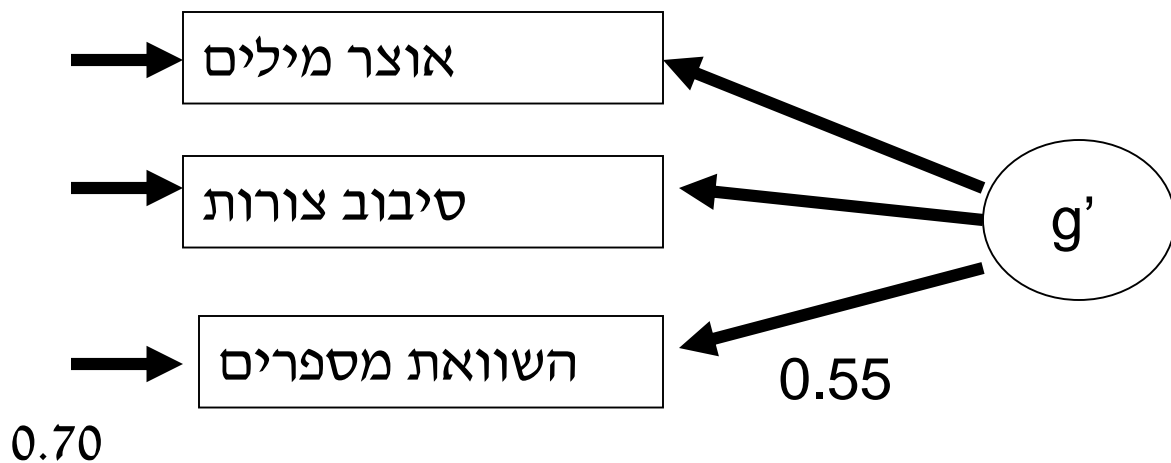 אוצר מילים
סיבוב צורות
g’
השוואת מספרים
0.55
0.70